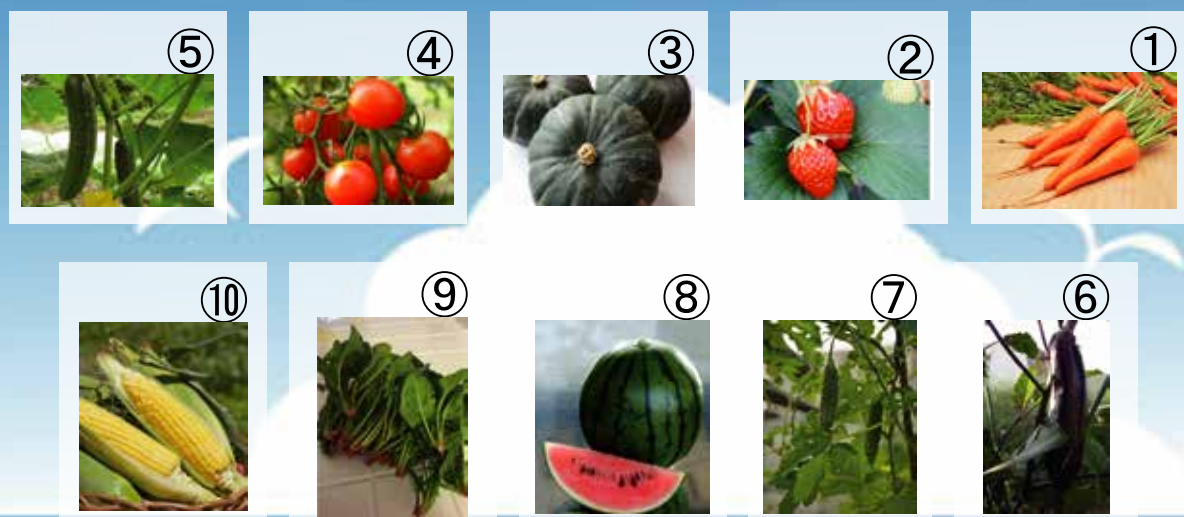 ⑤ ④ ③ ② ①
⑩ ⑨ ⑧ ⑦ ⑥